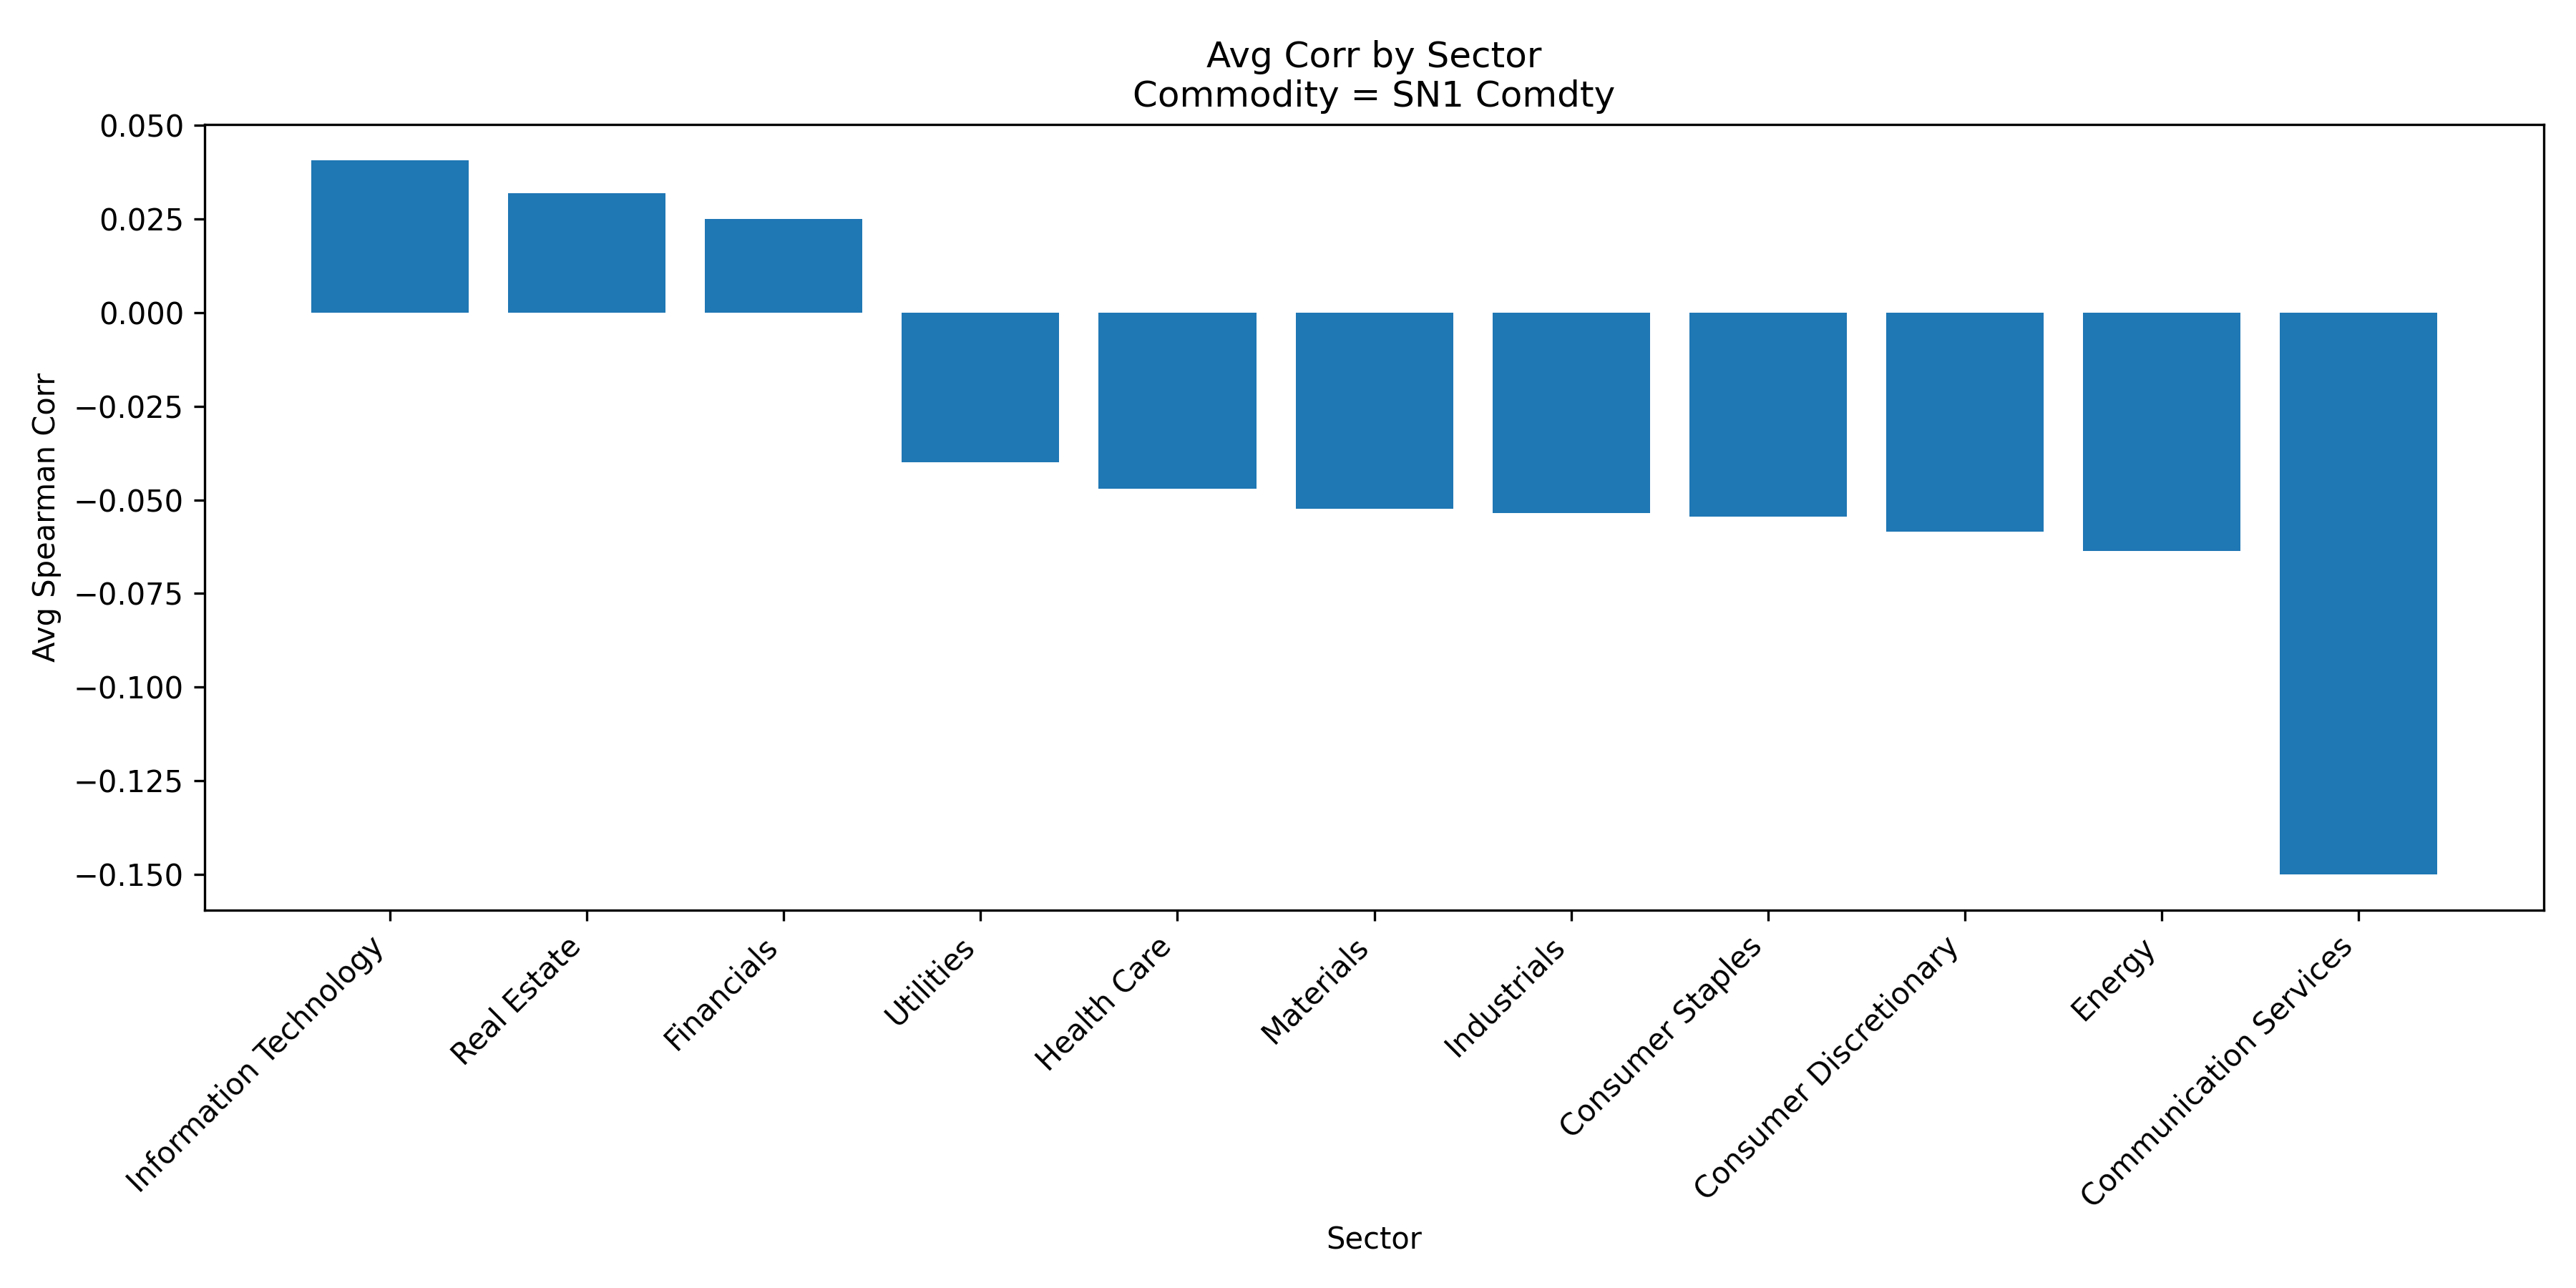 Avg Corr by Sector
Commodity = SN1 Comdty
0.050
0.025
0.000
−0.025
−0.050
−0.075
−0.100
−0.125
−0.150
Avg Spearman Corr
Information Technology
Real Estate
Financials
Utilities
Health Care
Materials
Industrials
Consumer Staples
Consumer Discretionary
Energy
Communication Services
Sector